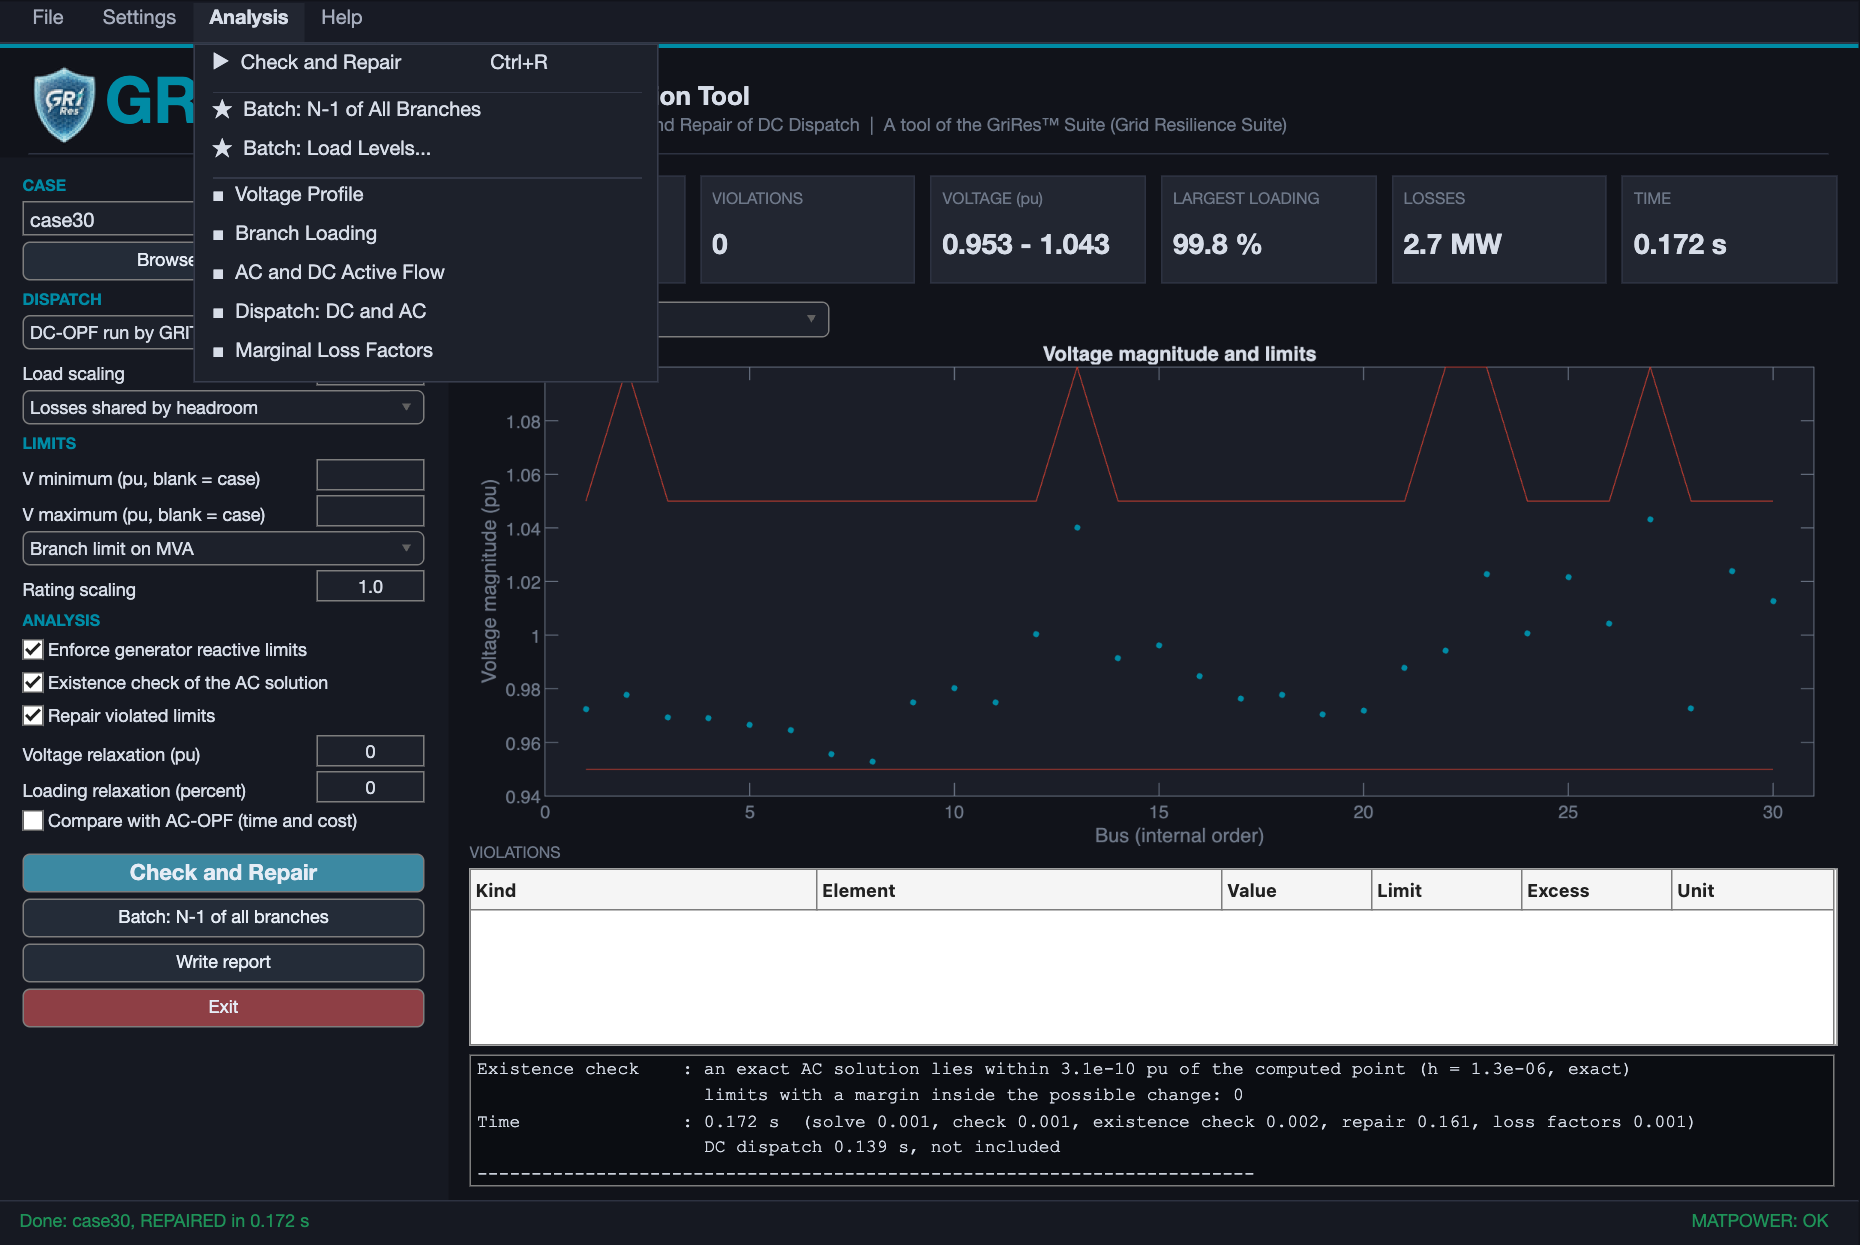 File Settings Analysis Help
▶ Check and Repair Ctrl+R
★ Batch: N-1 of All Branches
★ Batch: Load Levels...
■ Voltage Profile
■ Branch Loading
■ AC and DC Active Flow
■ Dispatch: DC and AC
■ Marginal Loss Factors
GRi
Res™
GR
on Tool
nd Repair of DC Dispatch | A tool of the GriRes™ Suite (Grid Resilience Suite)
CASE
case30
Browse
DISPATCH
DC-OPF run by GRIT
Load scaling
Losses shared by headroom
LIMITS
V minimum (pu, blank = case)
V maximum (pu, blank = case)
Branch limit on MVA
Rating scaling 1.0
ANALYSIS
Enforce generator reactive limits
Existence check of the AC solution
Repair violated limits
Voltage relaxation (pu) 0
Loading relaxation (percent) 0
Compare with AC-OPF (time and cost)
Check and Repair
Batch: N-1 of all branches
Write report
Exit
VIOLATIONS
0
VOLTAGE (pu)
0.953 - 1.043
LARGEST LOADING
99.8 %
LOSSES
2.7 MW
TIME
0.172 s
Voltage magnitude and limits
Voltage magnitude (pu)
1.08
1.06
1.04
1.02
1
0.98
0.96
0.94
0 5 10 15 20 25 30
Bus (internal order)
VIOLATIONS
Kind Element Value Limit Excess Unit
Existence check : an exact AC solution lies within 3.1e-10 pu of the computed point (h = 1.3e-06, exact)
limits with a margin inside the possible change: 0
Time : 0.172 s (solve 0.001, check 0.001, existence check 0.002, repair 0.161, loss factors 0.001)
DC dispatch 0.139 s, not included
------------------------------------------------------------------------
Done: case30, REPAIRED in 0.172 s
MATPOWER: OK